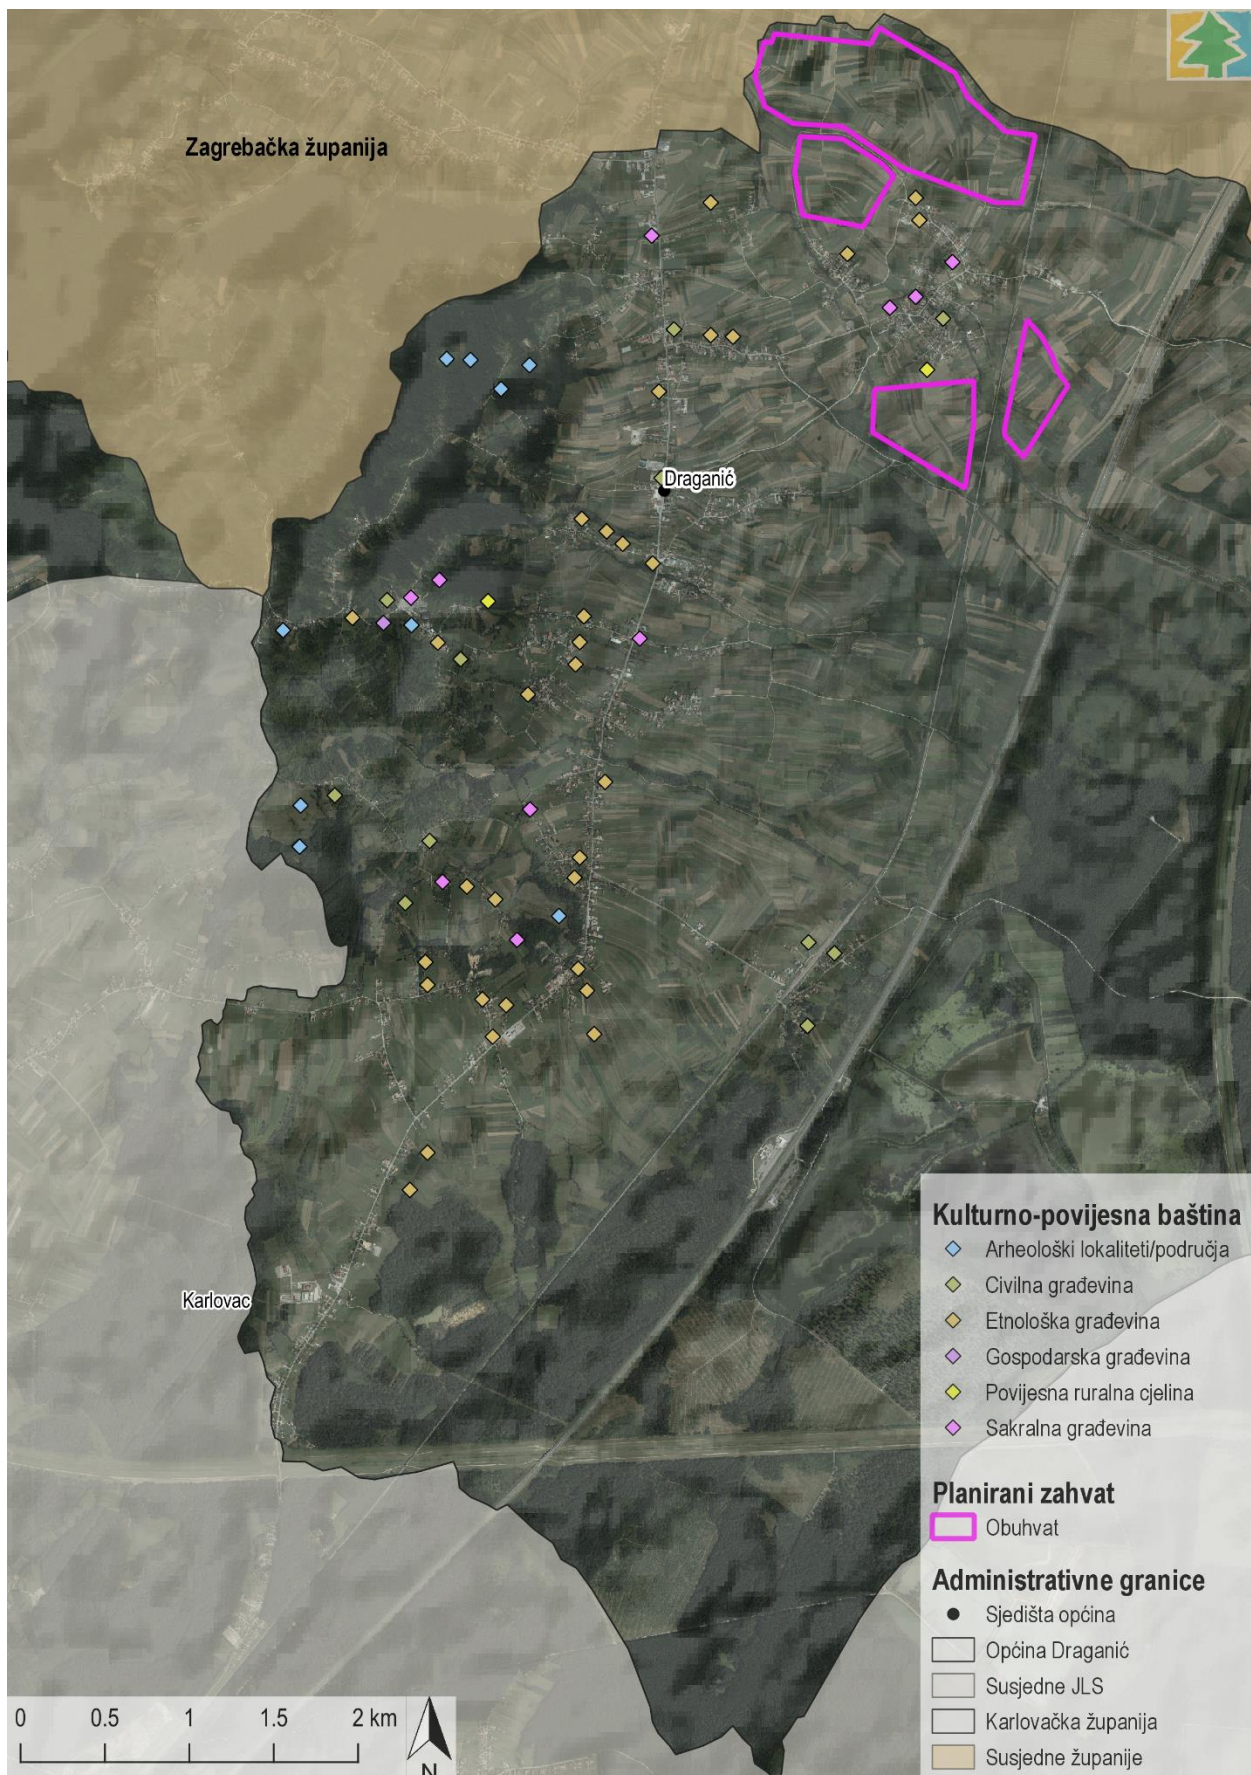 Zagrebačka županija
Draganić
Karlovac
Kulturno-povijesna baština
Arheološki lokaliteti/područja
Civilna građevina
Etnološka građevina
Gospodarska građevina
Povijesna ruralna cjelina
Sakralna građevina
Planirani zahvat
Obuhvat
Administrativne granice
Sjedišta općina
Općina Draganić
Susjedne JLS
Karlovačka županija
Susjedne županije
0 0.5 1 1.5 2 km
N